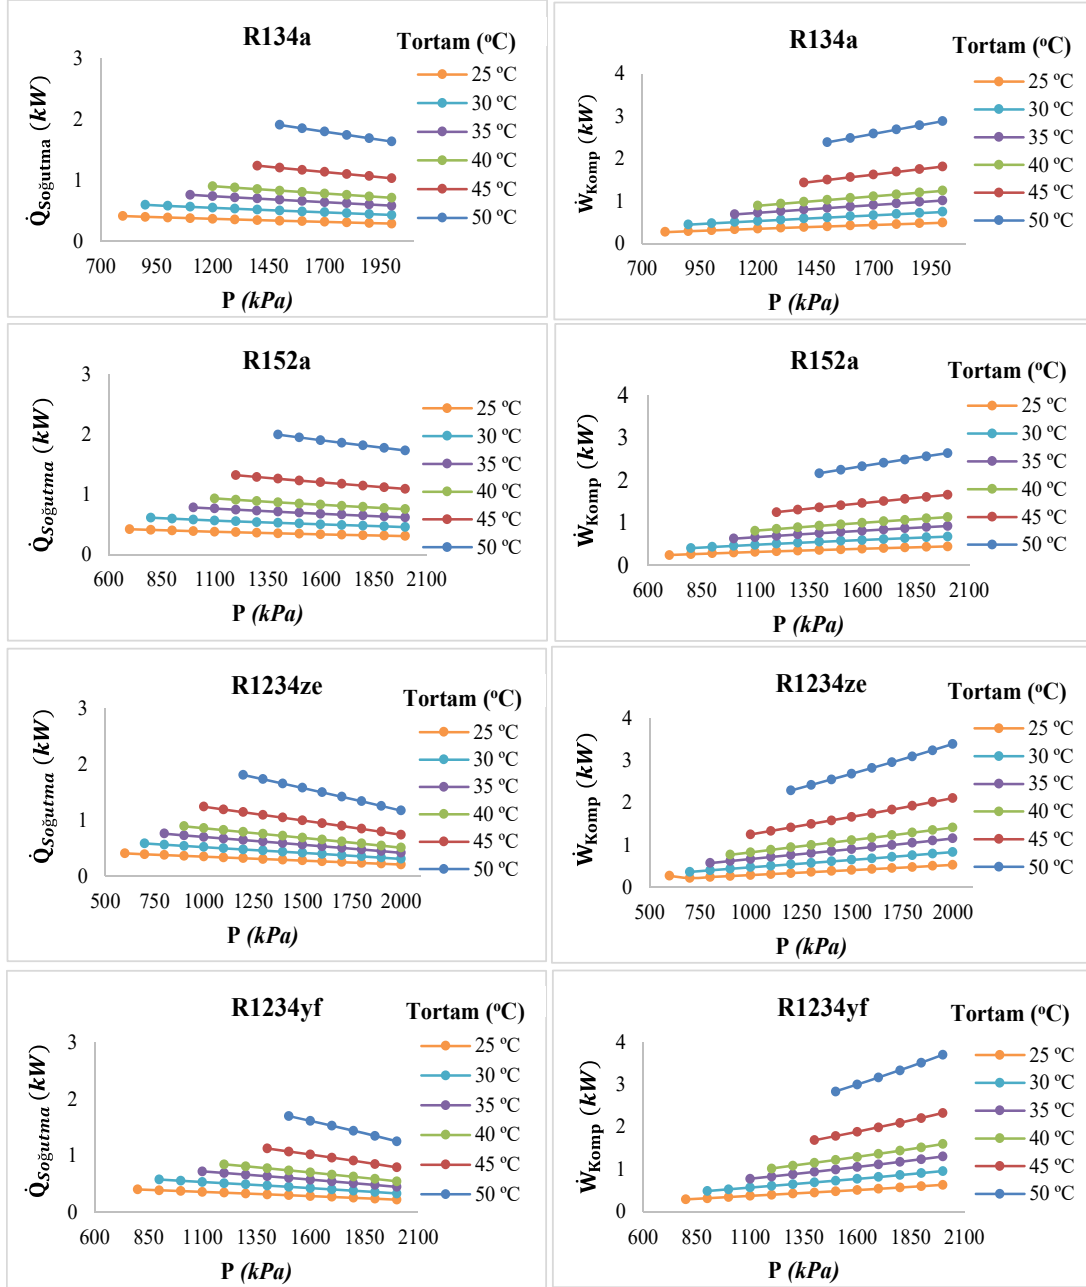 R134a
Tortam (ºC)
Q̇Soğutma (kW)
3
2
1
0
25 ºC
30 ºC
35 ºC
40 ºC
45 ºC
50 ºC
700 950 1200 1450 1700 1950
P (kPa)
R134a
Tortam (ºC)
ẆKomp (kW)
4
3
2
1
0
25 ºC
30 ºC
35 ºC
40 ºC
45 ºC
50 ºC
700 950 1200 1450 1700 1950
P (kPa)
R152a
Q̇Soğutma (kW)
3
2
1
0
25 ºC
30 ºC
35 ºC
40 ºC
45 ºC
50 ºC
600 850 1100 1350 1600 1850 2100
P (kPa)
R152a
Tortam (ºC)
ẆKomp (kW)
4
3
2
1
0
25 ºC
30 ºC
35 ºC
40 ºC
45 ºC
50 ºC
600 850 1100 1350 1600 1850 2100
P (kPa)
R1234ze
Tortam (ºC)
Q̇Soğutma (kW)
3
2
1
0
25 ºC
30 ºC
35 ºC
40 ºC
45 ºC
50 ºC
500 750 1000 1250 1500 1750 2000
P (kPa)
R1234ze
Tortam (ºC)
ẆKomp (kW)
4
3
2
1
0
25 ºC
30 ºC
35 ºC
40 ºC
45 ºC
50 ºC
500 750 1000 1250 1500 1750 2000
P (kPa)
R1234yf
Tortam (ºC)
Q̇Soğutma (kW)
3
2
1
0
25 ºC
30 ºC
35 ºC
40 ºC
45 ºC
50 ºC
600 850 1100 1350 1600 1850 2100
P (kPa)
R1234yf
Tortam (ºC)
ẆKomp (kW)
4
3
2
1
0
25 ºC
30 ºC
35 ºC
40 ºC
45 ºC
50 ºC
600 850 1100 1350 1600 1850 2100
P (kPa)